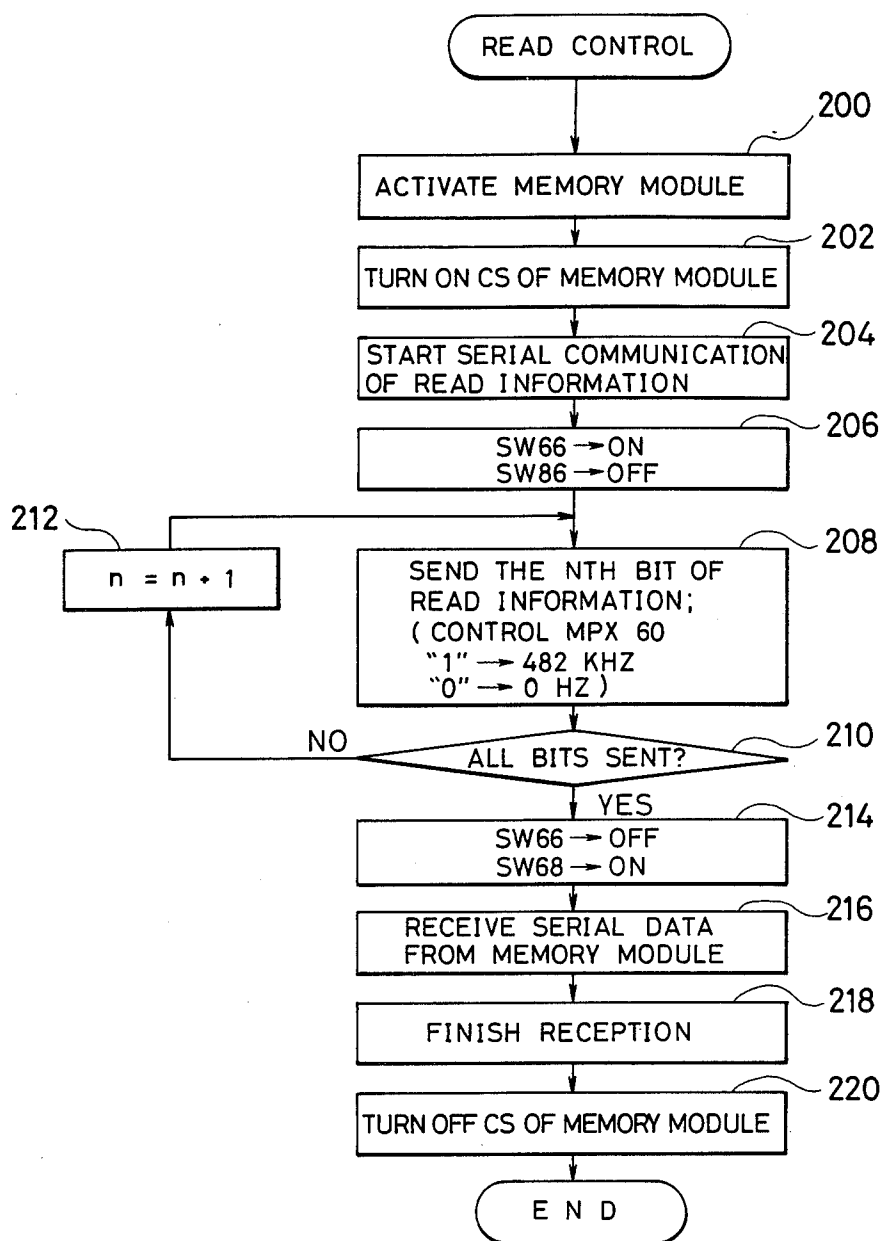 READ CONTROL
200
ACTIVATE MEMORY MODULE
202
TURN ON CS OF MEMORY MODULE
204
START SERIAL COMMUNICATION
OF READ INFORMATION
206
SW66 → ON
SW86 → OFF
212
n = n + 1
208
SEND THE NTH BIT OF
READ INFORMATION;
( CONTROL MPX 60
"1" → 482 KHZ
"0" → 0 HZ )
NO
210
ALL BITS SENT?
YES
214
SW66 → OFF
SW68 → ON
216
RECEIVE SERIAL DATA
FROM MEMORY MODULE
218
FINISH RECEPTION
220
TURN OFF CS OF MEMORY MODULE
END